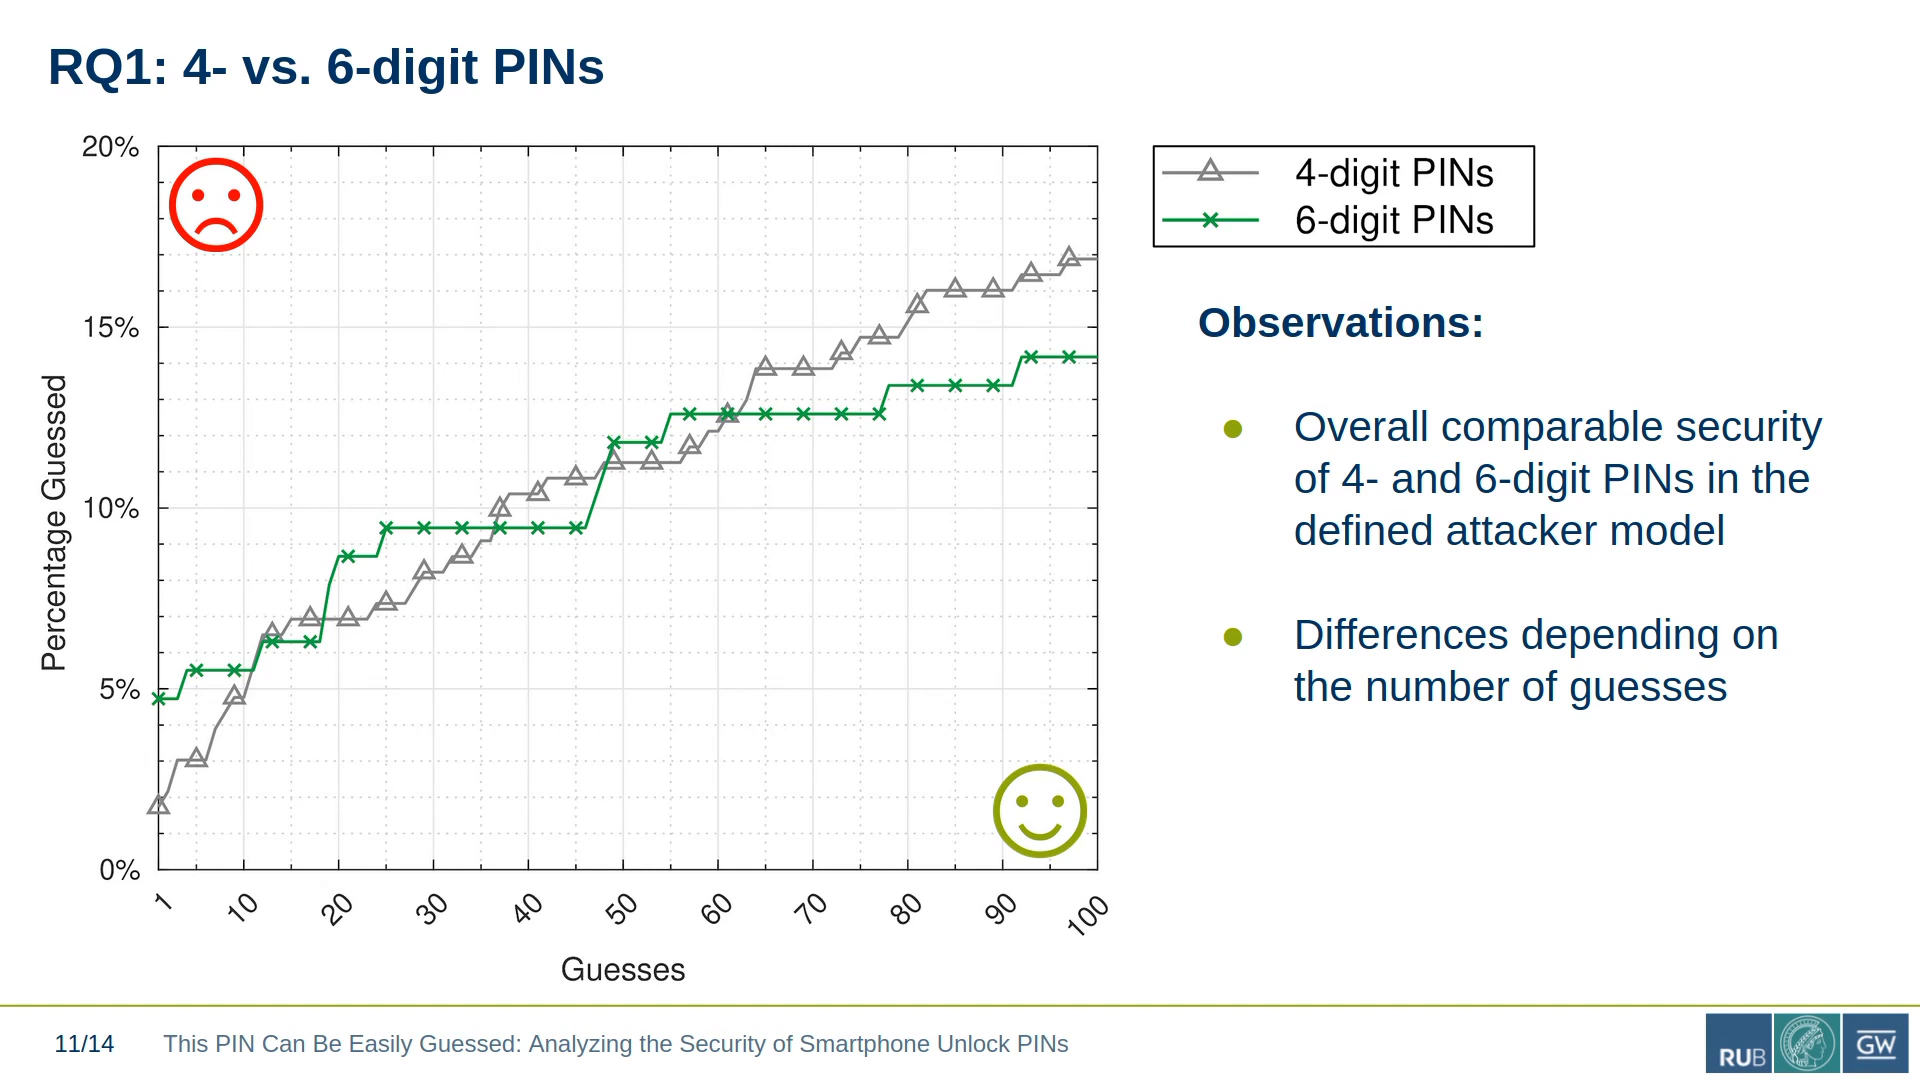 RQ1: 4- vs. 6-digit PINs
20%
15%
10%
5%
0%
Percentage Guessed
1
10
20
30
40
50
60
70
80
90
100
Guesses
4-digit PINs
6-digit PINs
Observations:
Overall comparable security
of 4- and 6-digit PINs in the
defined attacker model
Differences depending on
the number of guesses
11/14
This PIN Can Be Easily Guessed: Analyzing the Security of Smartphone Unlock PINs
RUB
GW